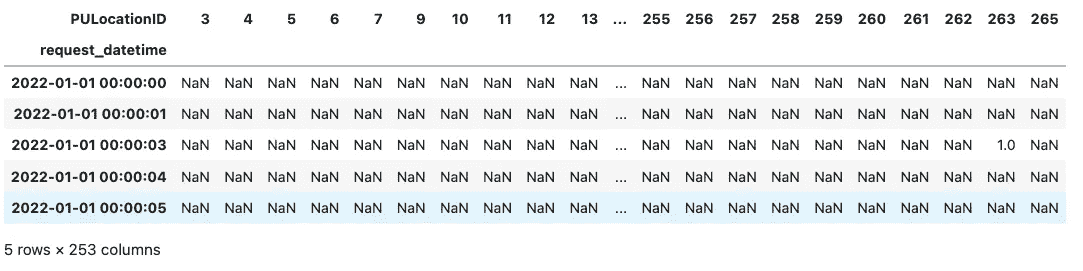 PULocationID 3 4 5 6 7 9 10 11 12 13 ... 255 256 257 258 259 260 261 262 263 265
request_datetime
2022-01-01 00:00:00 NaN NaN NaN NaN NaN NaN NaN NaN NaN NaN ... NaN NaN NaN NaN NaN NaN NaN NaN NaN NaN
2022-01-01 00:00:01 NaN NaN NaN NaN NaN NaN NaN NaN NaN NaN ... NaN NaN NaN NaN NaN NaN NaN NaN NaN NaN
2022-01-01 00:00:03 NaN NaN NaN NaN NaN NaN NaN NaN NaN NaN ... NaN NaN NaN NaN NaN NaN NaN NaN 1.0 NaN
2022-01-01 00:00:04 NaN NaN NaN NaN NaN NaN NaN NaN NaN NaN ... NaN NaN NaN NaN NaN NaN NaN NaN NaN NaN
2022-01-01 00:00:05 NaN NaN NaN NaN NaN NaN NaN NaN NaN NaN ... NaN NaN NaN NaN NaN NaN NaN NaN NaN NaN
5 rows × 253 columns